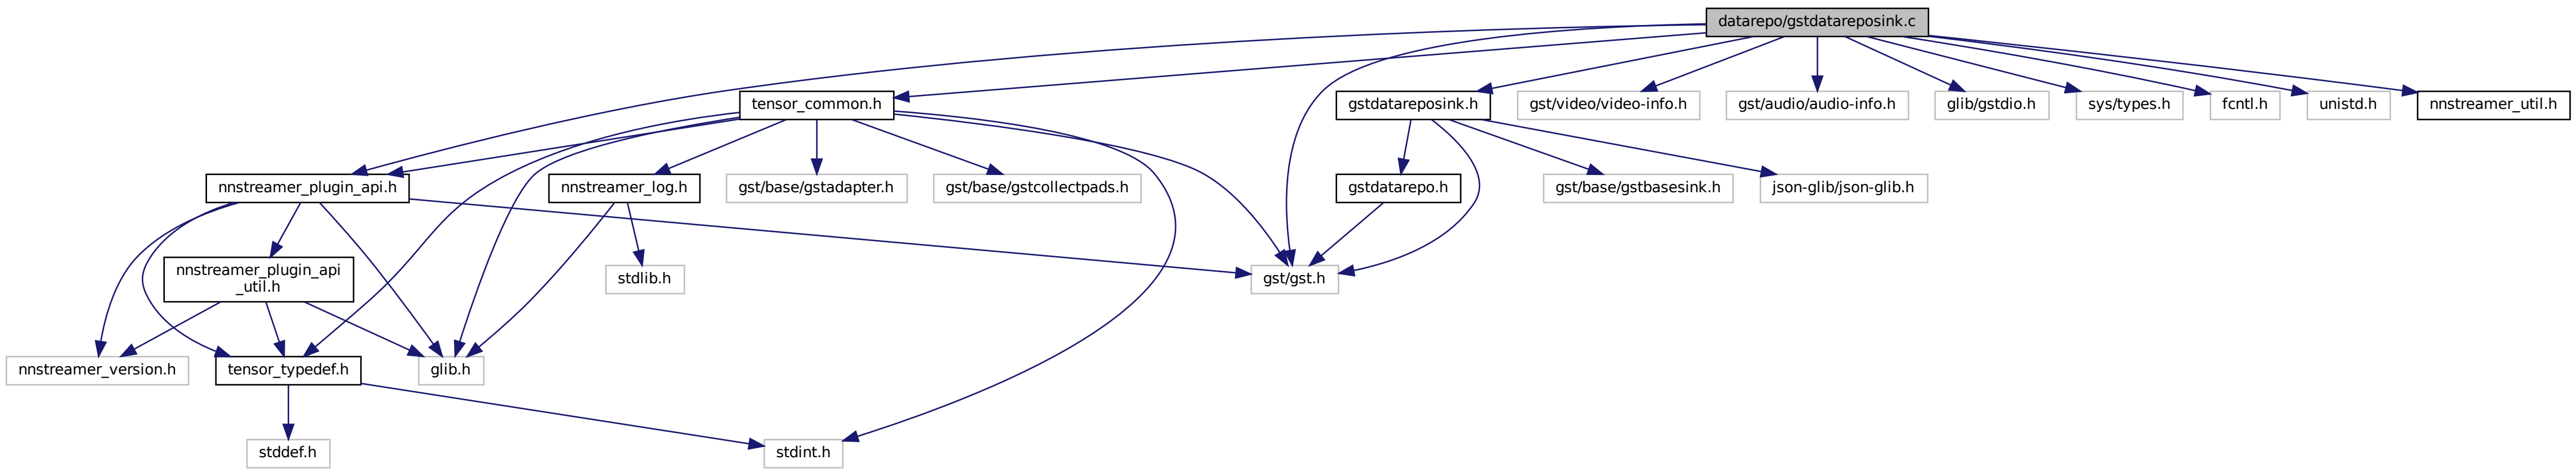 datarepo/gstdatareposink.c
tensor_common.h
gstdatareposink.h
gst/video/video-info.h
gst/audio/audio-info.h
glib/gstdio.h
sys/types.h
fcntl.h
unistd.h
nnstreamer_util.h
nnstreamer_plugin_api.h
nnstreamer_log.h
gst/base/gstadapter.h
gst/base/gstcollectpads.h
gstdatarepo.h
gst/base/gstbasesink.h
json-glib/json-glib.h
nnstreamer_plugin_api
_util.h
stdlib.h
gst/gst.h
nnstreamer_version.h
tensor_typedef.h
glib.h
stddef.h
stdint.h